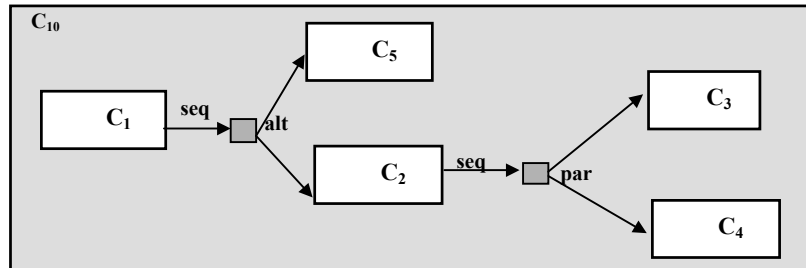 C₁₀
C₁
seq
alt
C₅
C₂
seq
par
C₃
C₄